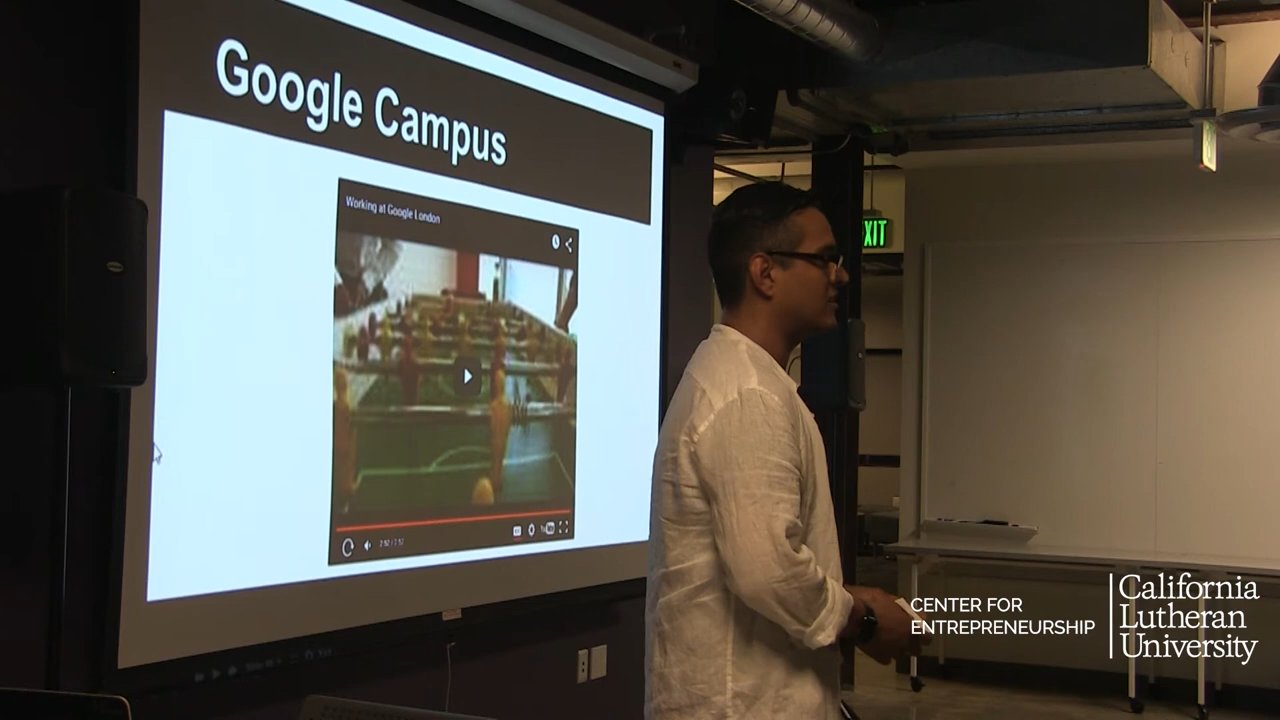 Google Campus
Working at Google London
EXIT
CENTER FOR
ENTREPRENEURSHIP
California
Lutheran
University